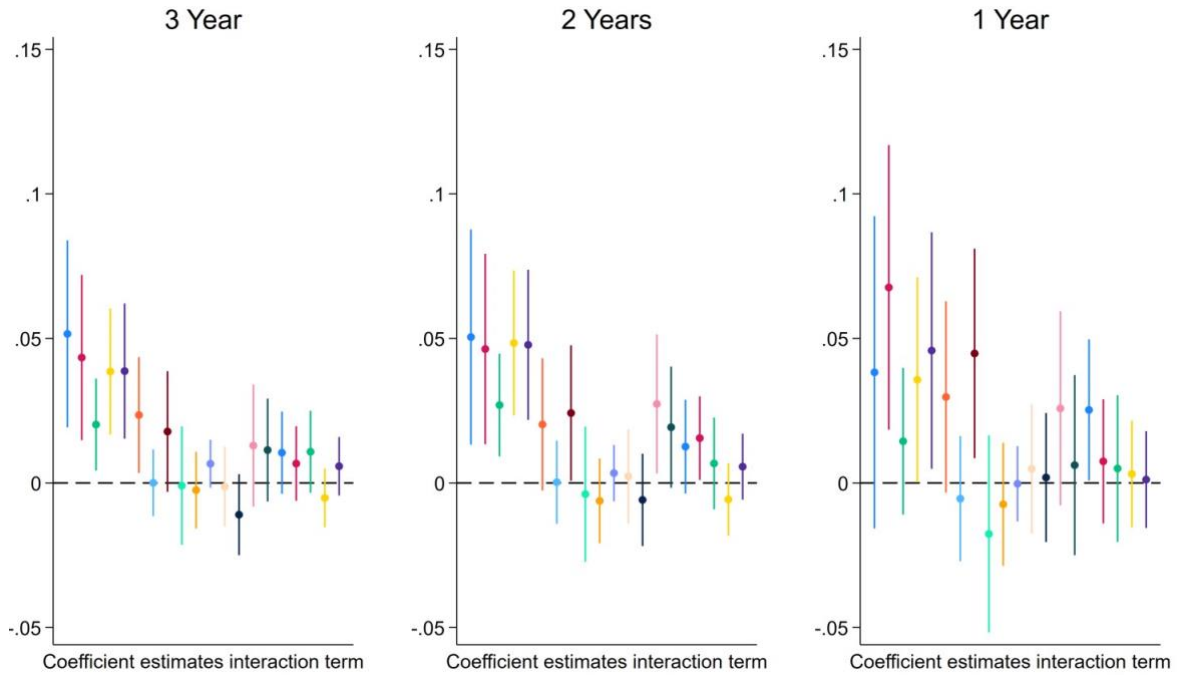 3 Year
2 Years
1 Year
.15
.1
.05
0
-.05
Coefficient estimates interaction term
.15
.1
.05
0
-.05
Coefficient estimates interaction term
.15
.1
.05
0
-.05
Coefficient estimates interaction term